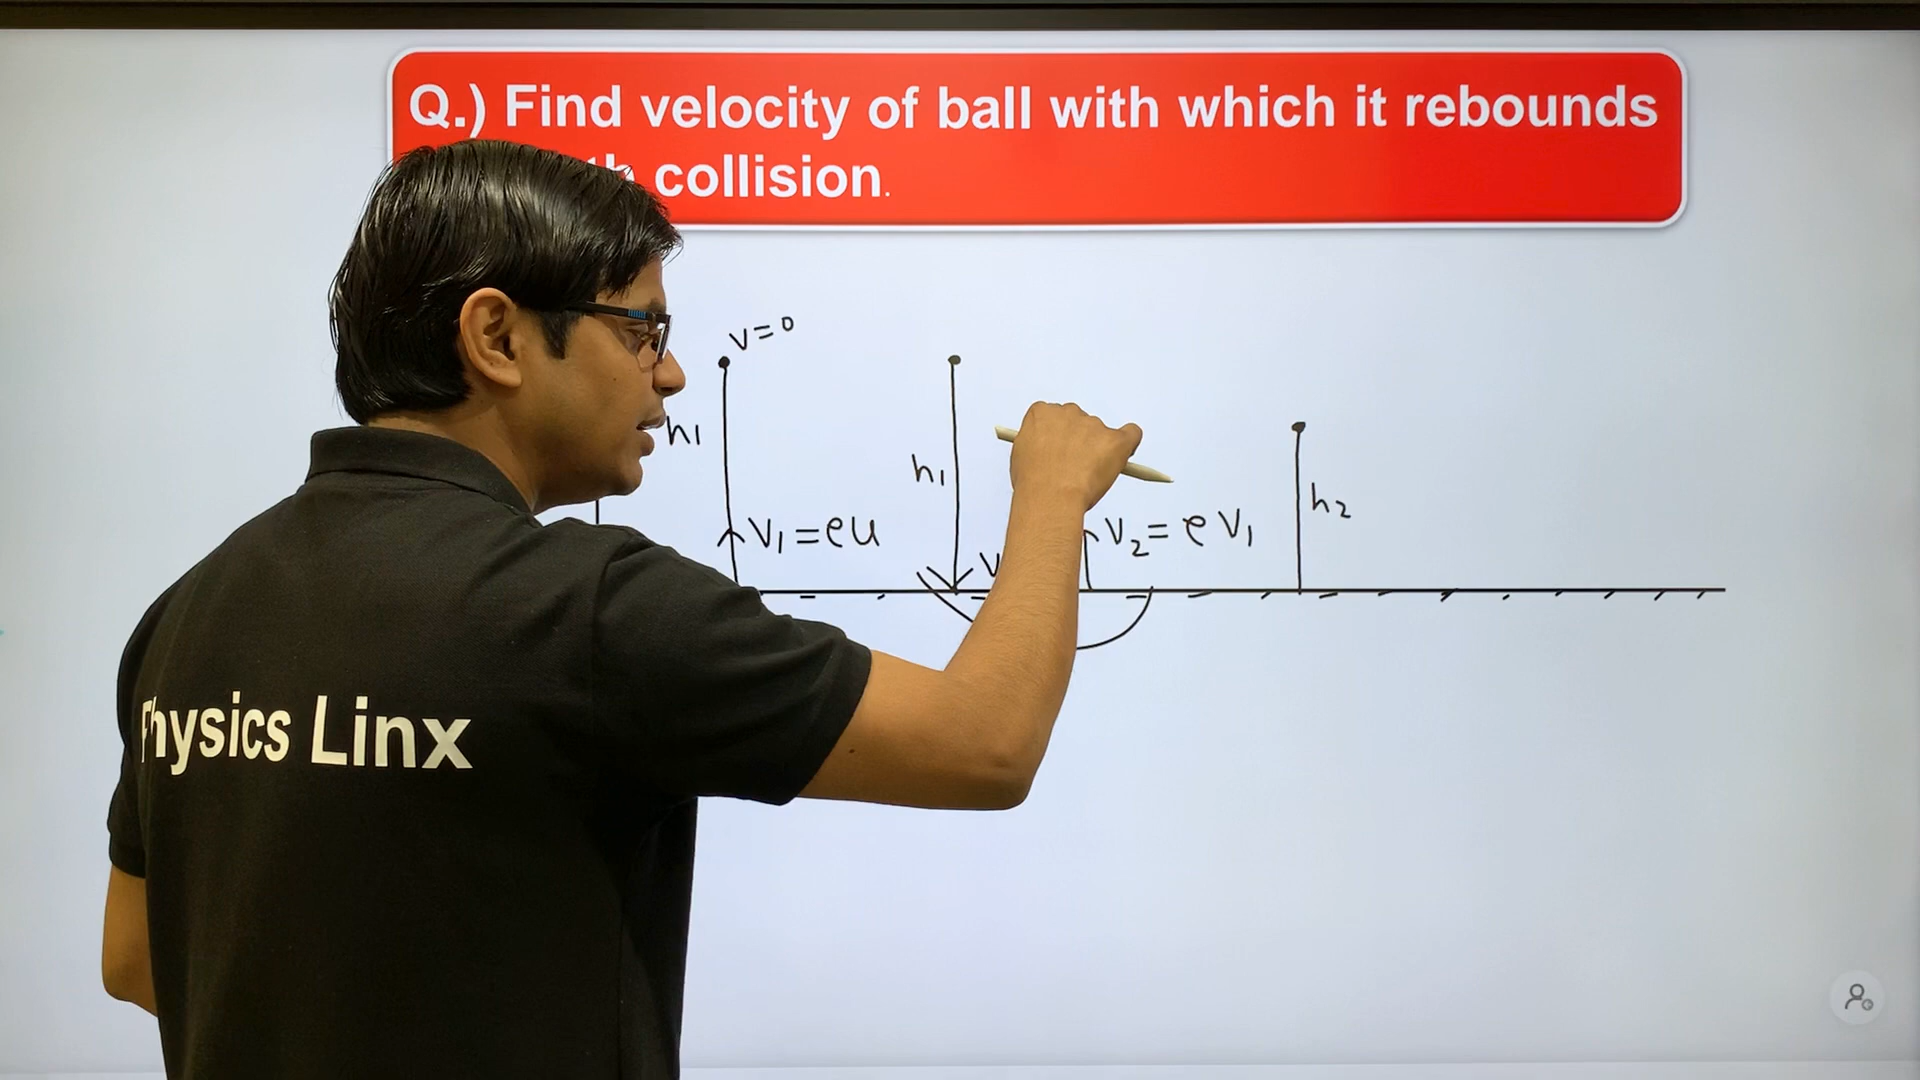 Q.) Find velocity of ball with which it rebounds
collision.
v=0
h1
h1
V1=eu
V2=eV1
h2
V
Physics Linx